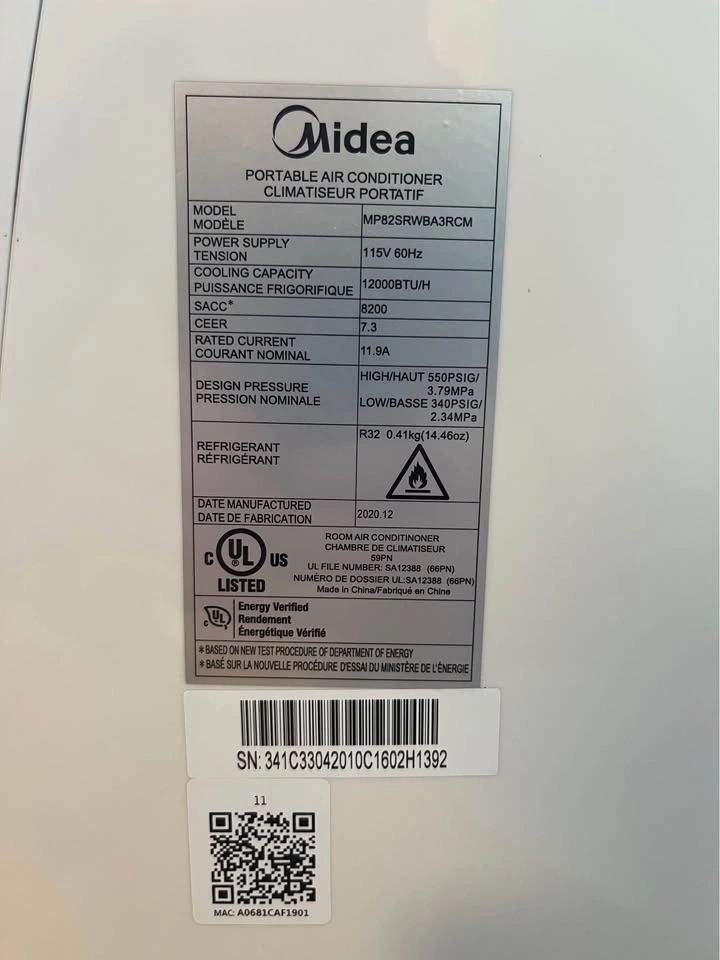 Midea
PORTABLE AIR CONDITIONER
CLIMATISEUR PORTATIF
MODEL
MODÈLE
MP82SRWBA3RCM
POWER SUPPLY
TENSION
115V 60Hz
COOLING CAPACITY
PUISSANCE FRIGORIFIQUE
12000BTU/H
SACC*
8200
CEER
7.3
RATED CURRENT
COURANT NOMINAL
11.9A
DESIGN PRESSURE
PRESSION NOMINALE
HIGH/HAUT 550PSIG/
3.79MPa
LOW/BASSE 340PSIG/
2.34MPa
REFRIGERANT
RÉFRIGÉRANT
R32 0.41kg(14.46oz)
DATE MANUFACTURED
DATE DE FABRICATION
2020.12
C UL US
®
LISTED
ROOM AIR CONDITINONER
CHAMBRE DE CLIMATISEUR
59PN
UL FILE NUMBER: SA12388 (66PN)
NUMÉRO DE DOSSIER UL:SA12388 (66PN)
Made in China/Fabriqué en Chine
c UL s
Energy Verified
Rendement
Énergétique Vérifié
*BASED ON NEW TEST PROCEDURE OF DEPARTMENT OF ENERGY
*BASÉ SUR LA NOUVELLE PROCÉDURE D'ESSAI DU MINISTÈRE DE L'ÉNERGIE
SN: 341C33042010C1602H1392
11
MAC: A0681CAF1901